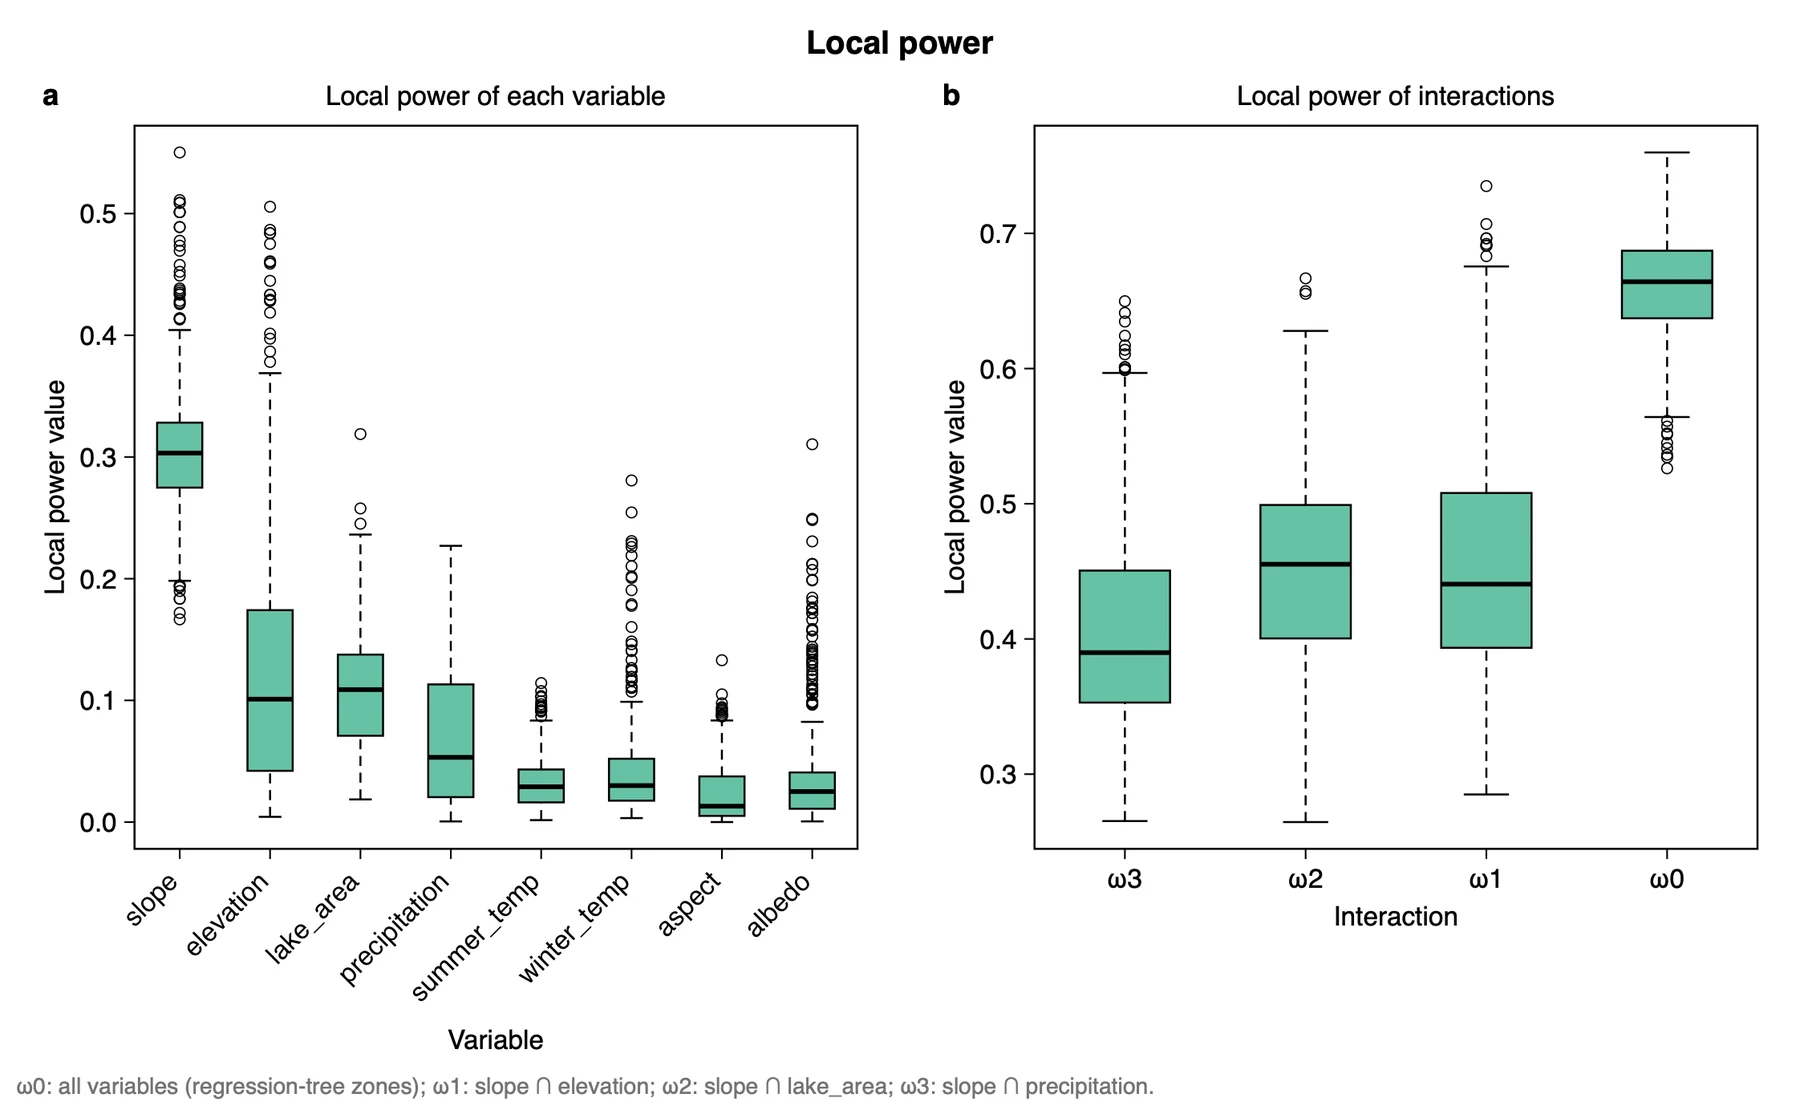 Local power
a
Local power of each variable
Local power value
0.5
0.4
0.3
0.2
0.1
0.0
slope
elevation
lake_area
precipitation
summer_temp
winter_temp
aspect
albedo
Variable
b
Local power of interactions
Local power value
0.7
0.6
0.5
0.4
0.3
ω3
ω2
ω1
ω0
Interaction
ω0: all variables (regression-tree zones); ω1: slope ⋂ elevation; ω2: slope ⋂ lake_area; ω3: slope ⋂ precipitation.